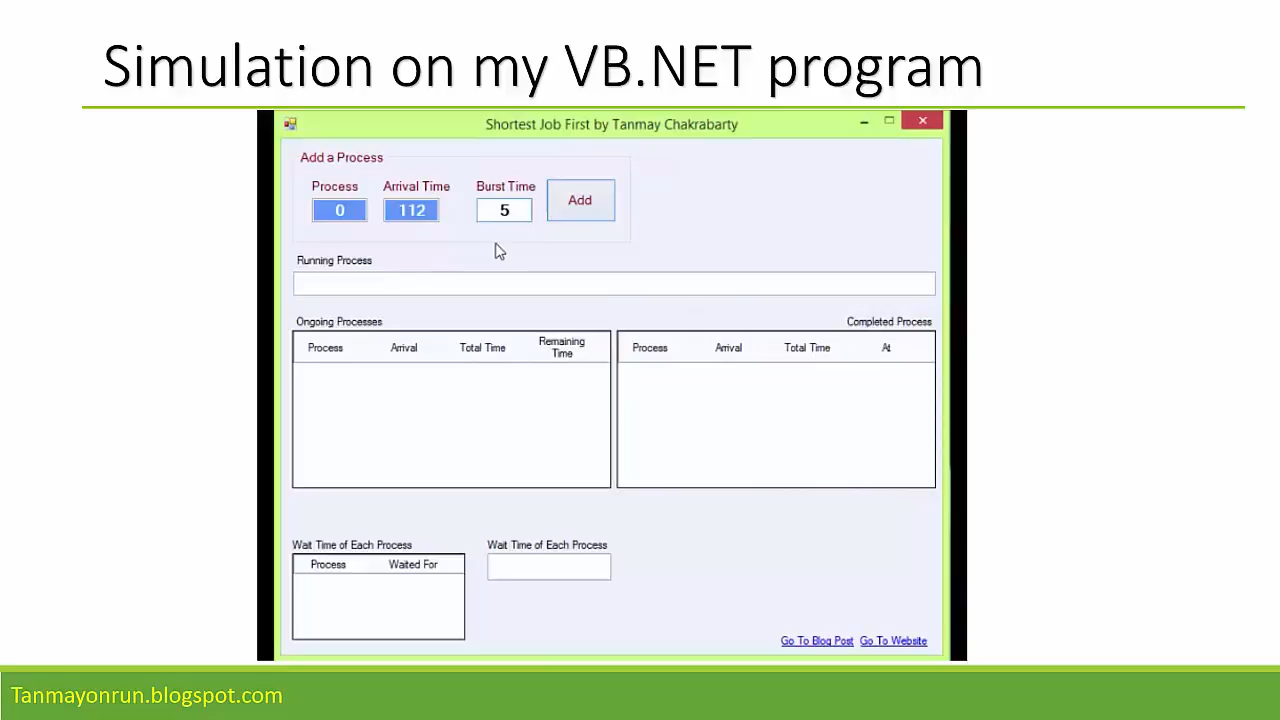 Simulation on my VB.NET program
Shortest Job First by Tanmay Chakrabarty
Add a Process
Process Arrival Time Burst Time
0 112 5 Add
Running Process
Ongoing Processes Completed Process
Process Arrival Total Time Remaining Time Process Arrival Total Time At
Wait Time of Each Process Wait Time of Each Process
Process Waited For
Go To Blog Post Go To Website
Tanmayonrun.blogspot.com